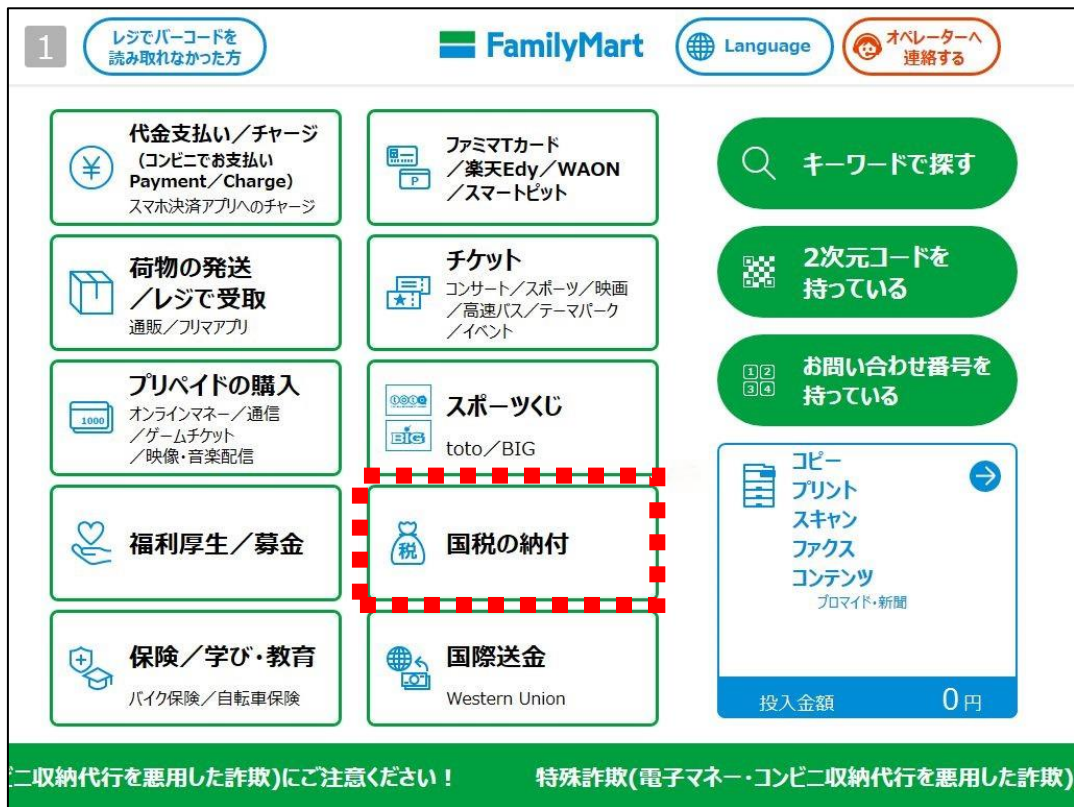 1
レジでバーコードを
読み取れなかった方
FamilyMart
Language
オペレーターへ
連絡する
代金支払い／チャージ
(コンビニでお支払い
Payment／Charge)
スマホ決済アプリへのチャージ
ファミマTカード
／楽天Edy／WAON
／スマートピット
P
キーワードで探す
荷物の発送
／レジで受取
通販／フリマアプリ
チケット
コンサート／スポーツ／映画
／高速バス／テーマパーク
／イベント
2次元コードを
持っている
プリペイドの購入
オンラインマネー／通信
／ゲームチケット
／映像・音楽配信
1000
toto
BIG
スポーツくじ
toto／BIG
1 2
3 4
お問い合わせ番号を
持っている
福利厚生／募金
税
国税の納付
コピー
プリント
スキャン
ファクス
コンテンツ
ブロマイド・新聞
保険／学び・教育
バイク保険／自転車保険
国際送金
Western Union
投入金額 0円
ビニ収納代行を悪用した詐欺)にご注意ください！ 特殊詐欺(電子マネー・コンビニ収納代行を悪用した詐欺)